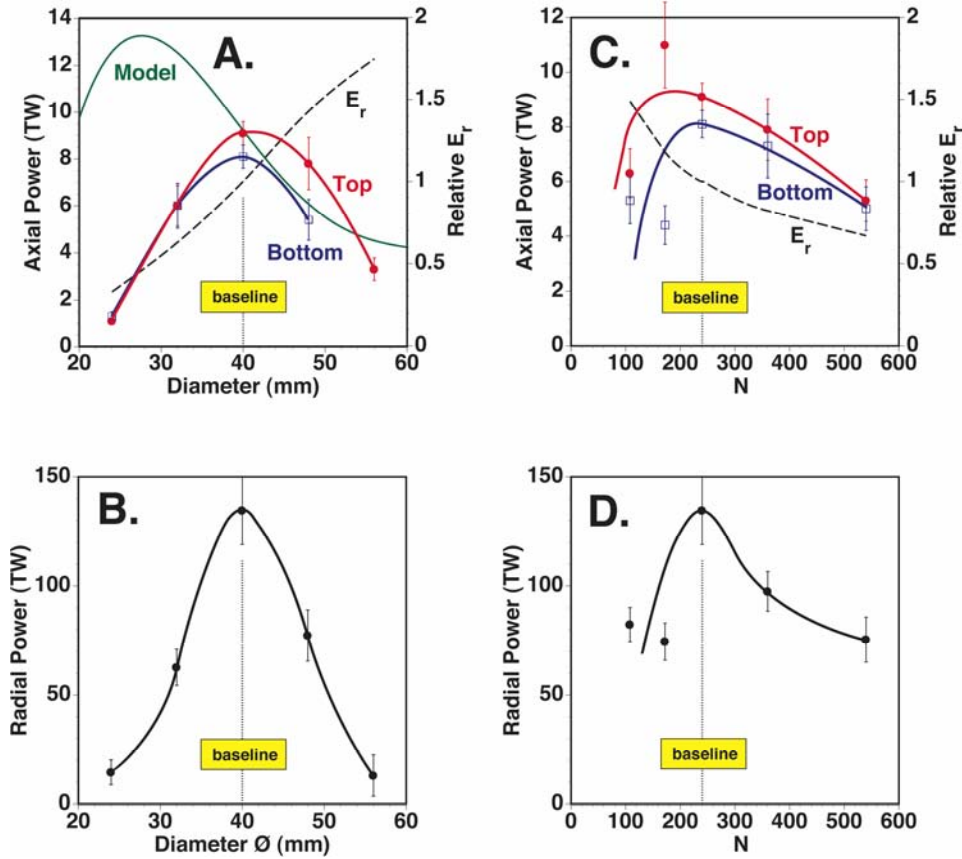 A.
Model
E_r
Top
Bottom
baseline
Axial Power (TW)
14
12
10
8
6
4
2
0
Relative E_r
2
1.5
1
0.5
0
20 30 40 50 60
Diameter (mm)
C.
Top
Bottom
E_r
baseline
Axial Power (TW)
12
10
8
6
4
2
0
Relative E_r
2
1.5
1
0.5
0
0 100 200 300 400 500 600
N
B.
baseline
Radial Power (TW)
150
100
50
0
20 30 40 50 60
Diameter Ø (mm)
D.
baseline
Radial Power (TW)
150
100
50
0
0 100 200 300 400 500 600
N